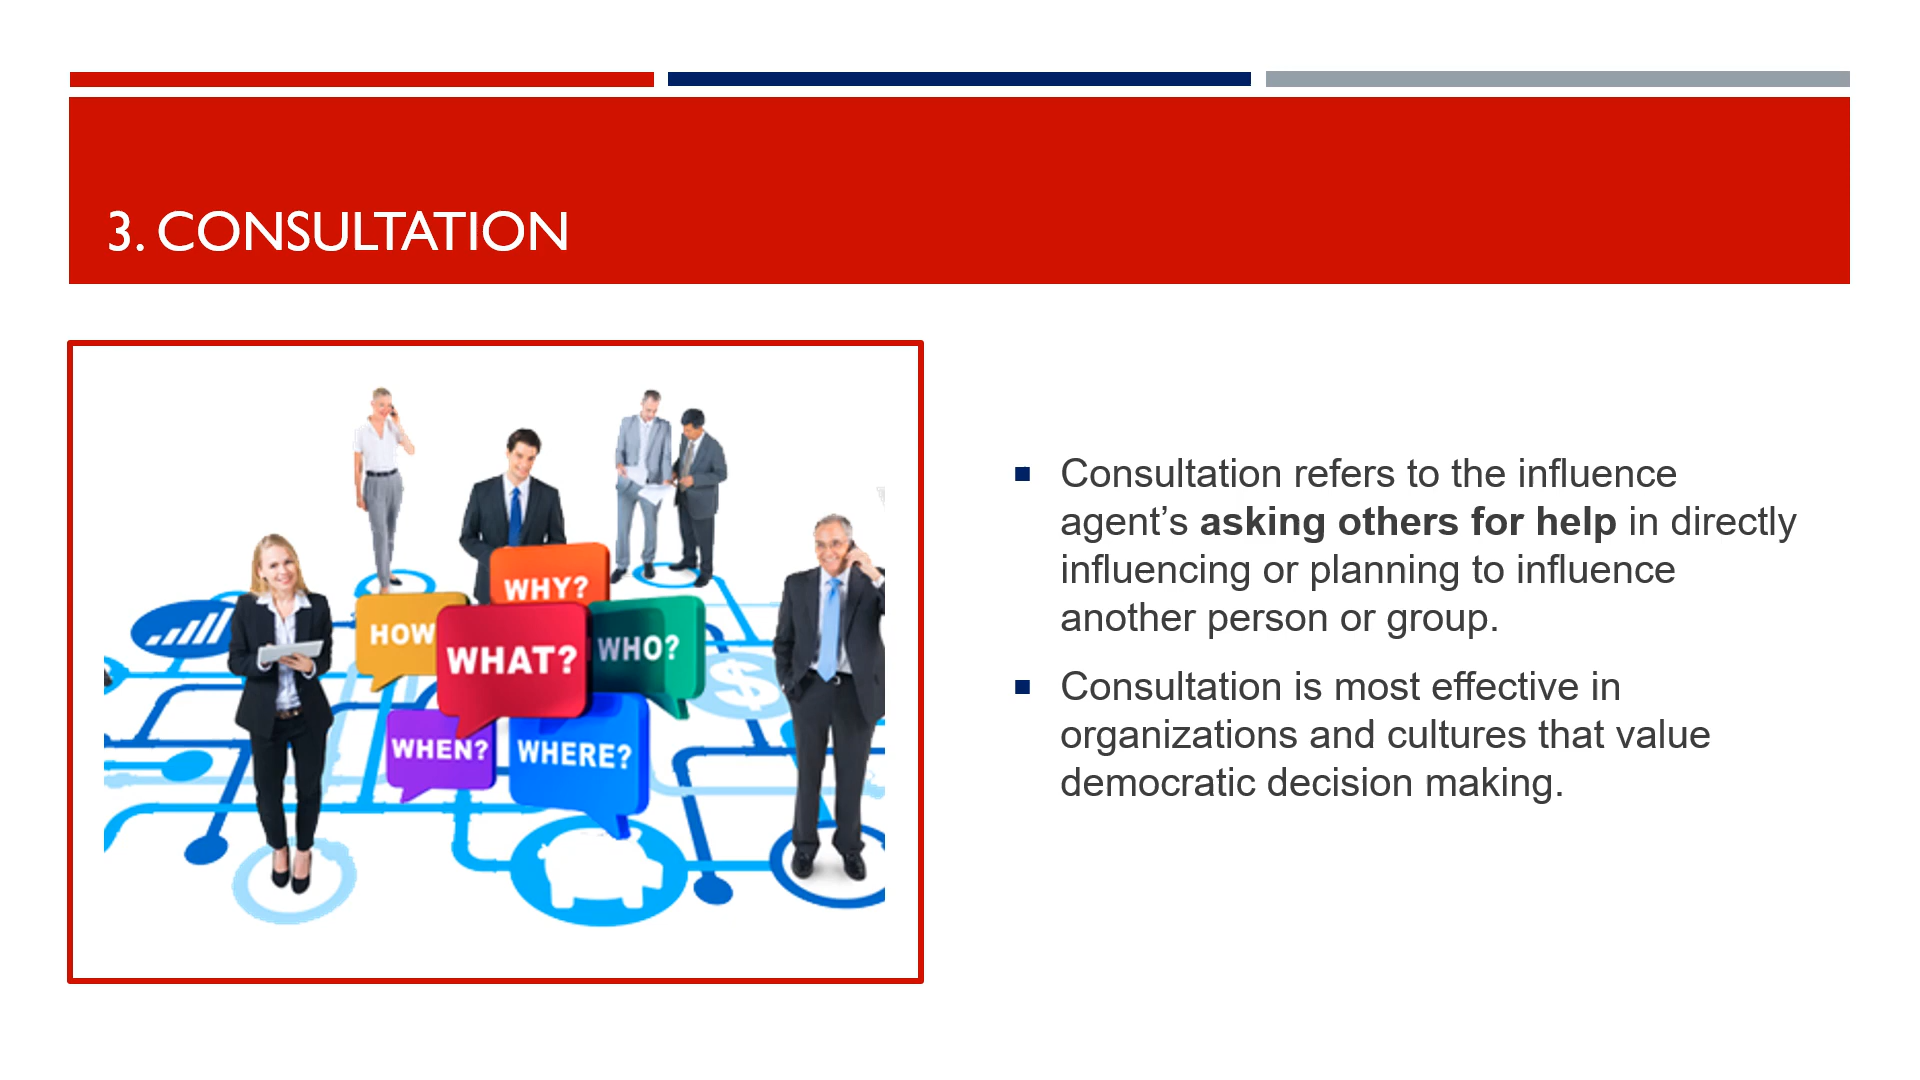 3. CONSULTATION
WHY?
HOW
WHAT?
WHO?
WHEN?
WHERE?
Consultation refers to the influence
agent’s asking others for help in directly
influencing or planning to influence
another person or group.
Consultation is most effective in
organizations and cultures that value
democratic decision making.